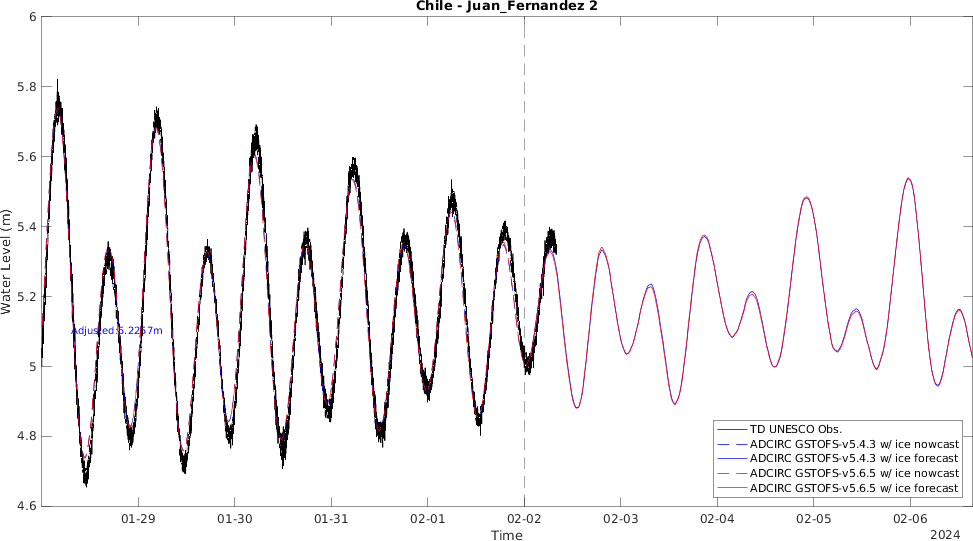 Chile - Juan_Fernandez 2
6
5.8
5.6
5.4
5.2
5
4.8
4.6
Water Level (m)
Adjusted:5.2257m
TD UNESCO Obs.
ADCIRC GSTOFS-v5.4.3 w/ ice nowcast
ADCIRC GSTOFS-v5.4.3 w/ ice forecast
ADCIRC GSTOFS-v5.6.5 w/ ice nowcast
ADCIRC GSTOFS-v5.6.5 w/ ice forecast
01-29 01-30 01-31 02-01 02-02 02-03 02-04 02-05 02-06
Time
2024